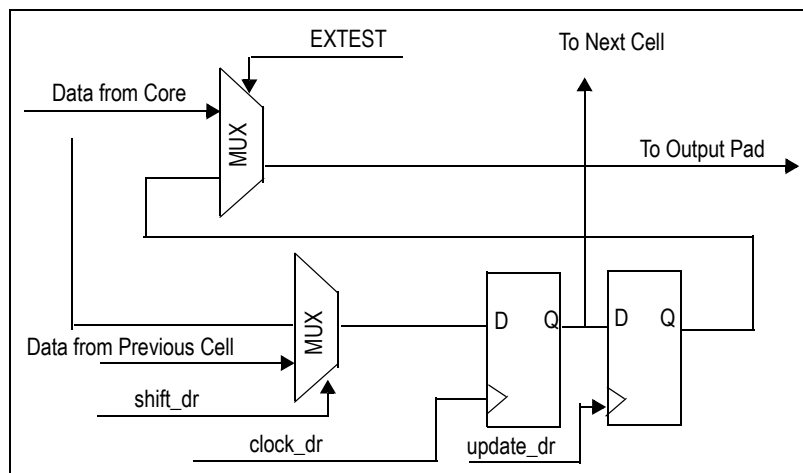 EXTEST
To Next Cell
Data from Core
MUX
To Output Pad
MUX
D
Q
D
Q
Data from Previous Cell
shift_dr
clock_dr
update_dr